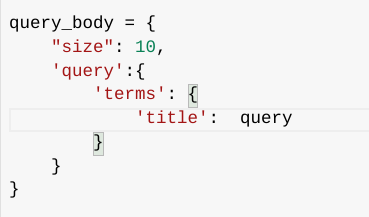 query_body = {
    "size": 10,
    'query':{
        'terms': {
            'title':  query
        }
    }
}